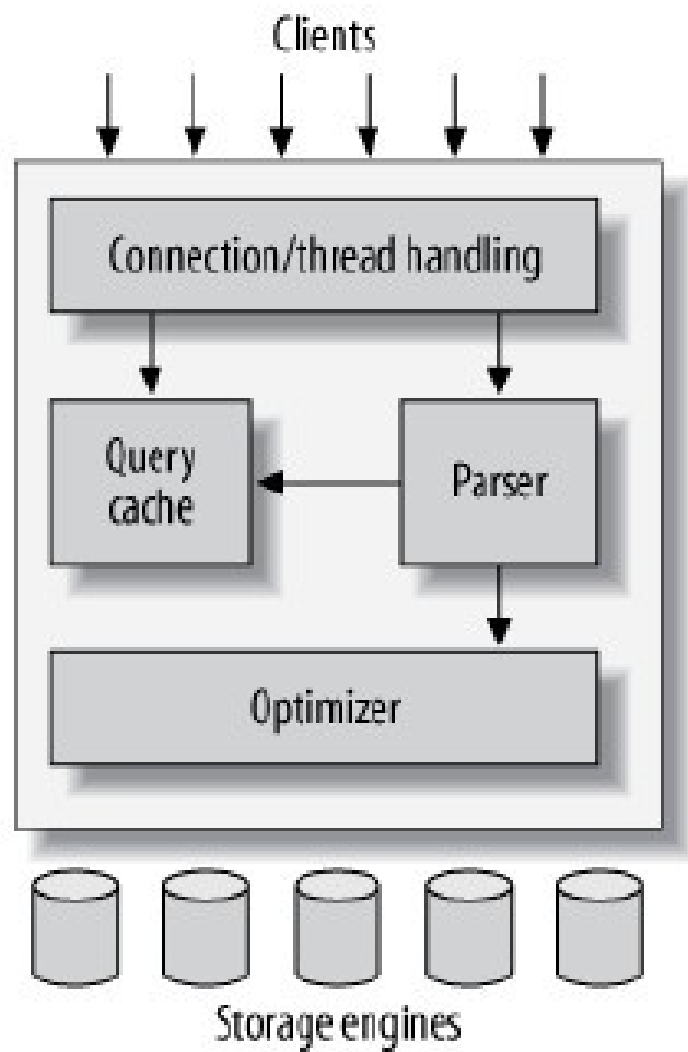 Clients
Connection/thread handling
Query
cache
Parser
Optimizer
Storage engines